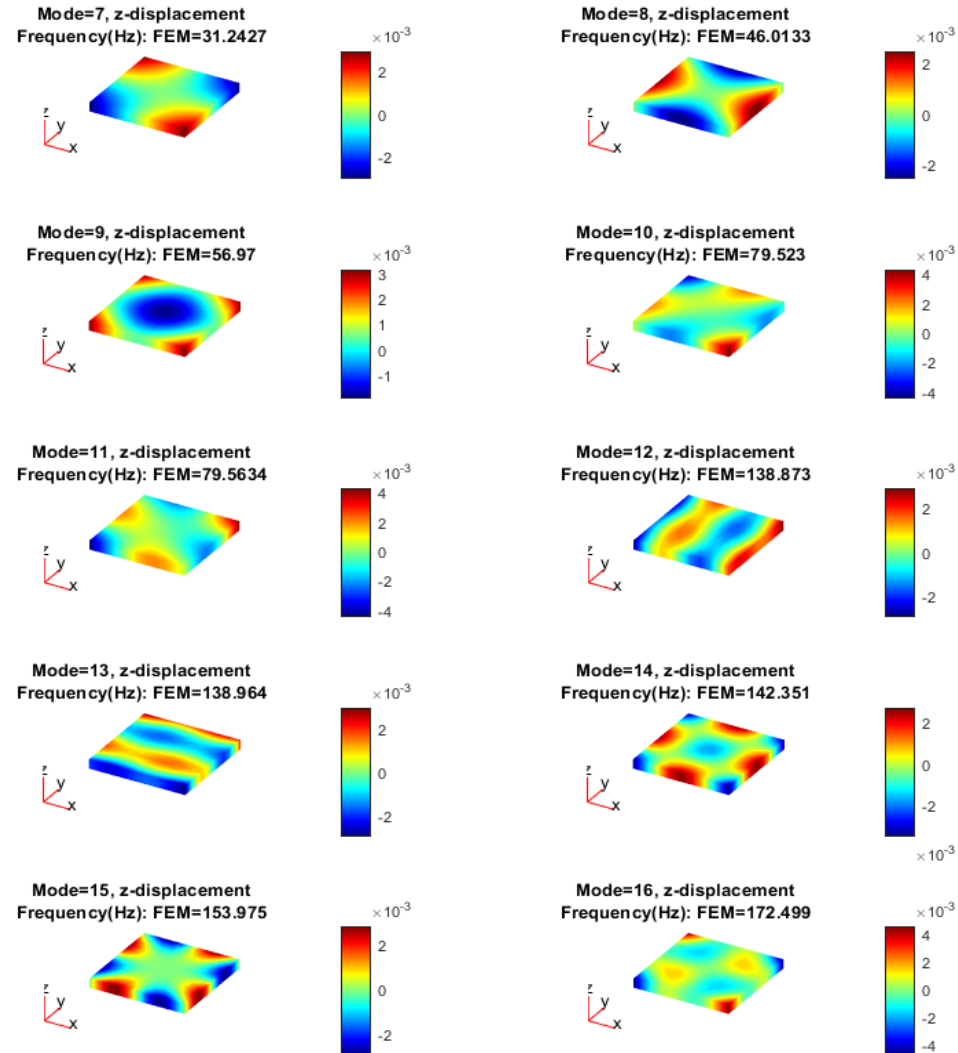 Mode=7, z-displacement
Frequency(Hz): FEM=31.2427
×10-3
2
0
-2
z
y
x
Mode=8, z-displacement
Frequency(Hz): FEM=46.0133
×10-3
2
0
-2
z
y
x
Mode=9, z-displacement
Frequency(Hz): FEM=56.97
×10-3
3
2
1
0
-1
z
y
x
Mode=10, z-displacement
Frequency(Hz): FEM=79.523
×10-3
4
2
0
-2
-4
z
y
x
Mode=11, z-displacement
Frequency(Hz): FEM=79.5634
×10-3
4
2
0
-2
-4
z
y
x
Mode=12, z-displacement
Frequency(Hz): FEM=138.873
×10-3
2
0
-2
z
y
x
Mode=13, z-displacement
Frequency(Hz): FEM=138.964
×10-3
2
0
-2
z
y
x
Mode=14, z-displacement
Frequency(Hz): FEM=142.351
2
0
-2
×10-3
z
y
x
Mode=15, z-displacement
Frequency(Hz): FEM=153.975
×10-3
2
0
-2
z
y
x
Mode=16, z-displacement
Frequency(Hz): FEM=172.499
×10-3
4
2
0
-2
-4
z
y
x